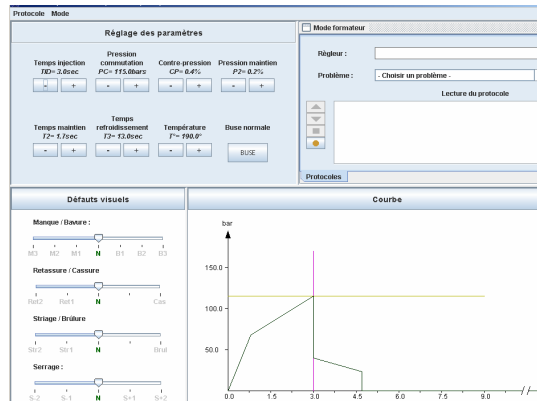 Protocole Mode
Réglage des paramètres
Temps injection
TID= 3.0sec
- +
Pression
commutation
PC= 115.0bars
- +
Contre-pression
CP= 0.4%
- +
Pression maintien
P2= 0.2%
- +
Temps maintien
T2= 1.7sec
- +
Temps
refroidissement
T3= 13.0sec
- +
Température
T°= 190.0°
- +
Buse normale
BUSE
Mode formateur
Règleur :
Problème : - Choisir un problème -
Lecture du protocole
Protocoles
Défauts visuels
Manque / Bavure :
M3 M2 M1 N B1 B2 B3
Retassure / Cassure
Ret2 Ret1 N Cas
Striage / Brûlure
Str2 Str1 N Brul
Serrage :
S-2 S-1 N S+1 S+2
Courbe
bar
150.0
100.0
50.0
0.0 1.5 3.0 4.5 6.0 7.5 9.0